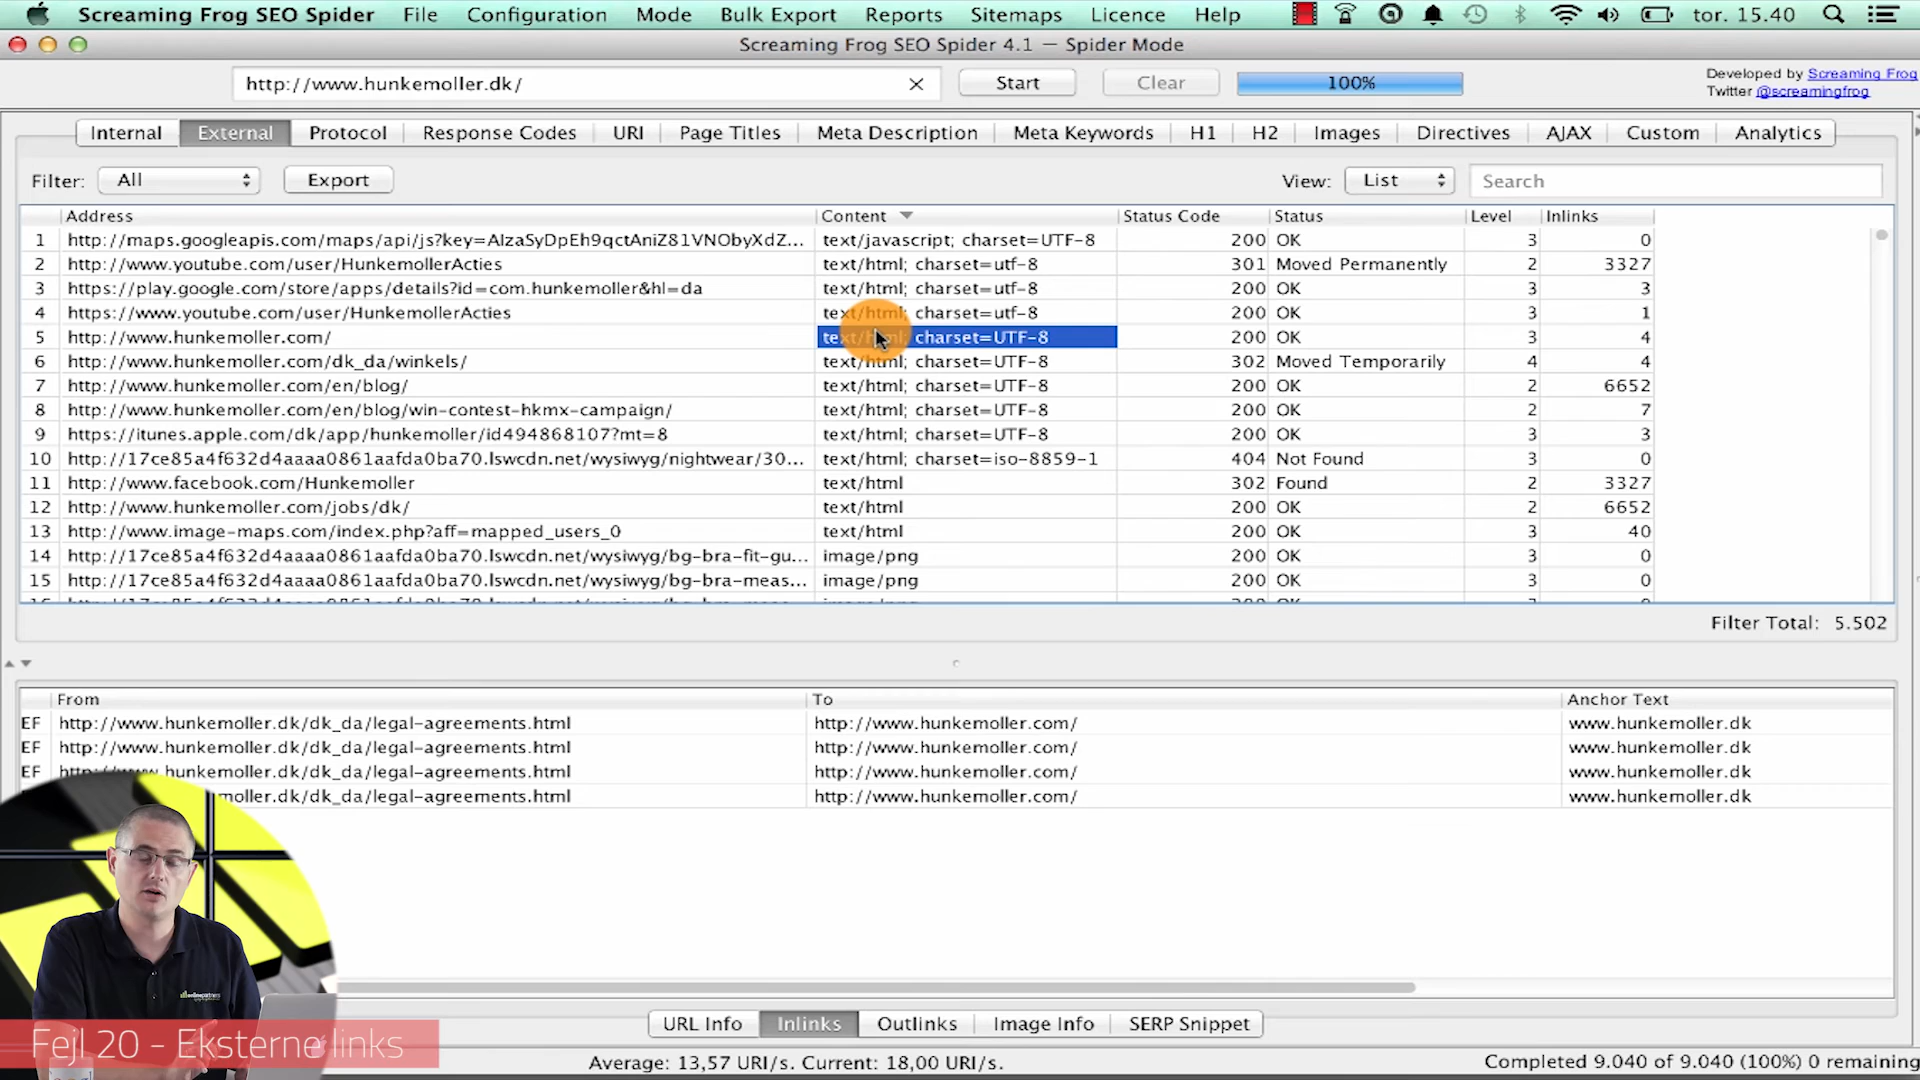 Screaming Frog SEO Spider File Configuration Mode Bulk Export Reports Sitemaps Licence Help tor. 15.40
Screaming Frog SEO Spider 4.1 — Spider Mode
http://www.hunkemoller.dk/ Start Clear 100%
Developed by Screaming Frog
Twitter @screamingfrog
Internal External Protocol Response Codes URI Page Titles Meta Description Meta Keywords H1 H2 Images Directives AJAX Custom Analytics
Filter: All Export View: List Search
Address Content Status Code Status Level Inlinks
1 http://maps.googleapis.com/maps/api/js?key=AIzaSyDpEh9qctAniZ81VNObyXdZ... text/javascript; charset=UTF-8 200 OK 3 0
2 http://www.youtube.com/user/HunkemollerActies text/html; charset=utf-8 301 Moved Permanently 2 3327
3 https://play.google.com/store/apps/details?id=com.hunkemoller&hl=da text/html; charset=utf-8 200 OK 3 3
4 https://www.youtube.com/user/HunkemollerActies text/html; charset=utf-8 200 OK 3 1
5 http://www.hunkemoller.com/ text/html; charset=UTF-8 200 OK 3 4
6 http://www.hunkemoller.com/dk_da/winkels/ text/html; charset=UTF-8 302 Moved Temporarily 4 4
7 http://www.hunkemoller.com/en/blog/ text/html; charset=UTF-8 200 OK 2 6652
8 http://www.hunkemoller.com/en/blog/win-contest-hkmx-campaign/ text/html; charset=UTF-8 200 OK 2 7
9 https://itunes.apple.com/dk/app/hunkemoller/id494868107?mt=8 text/html; charset=UTF-8 200 OK 3 3
10 http://17ce85a4f632d4aaaa0861aafda0ba70.lswcdn.net/wysiwyg/nightwear/30... text/html; charset=iso-8859-1 404 Not Found 3 0
11 http://www.facebook.com/Hunkemoller text/html 302 Found 2 3327
12 http://www.hunkemoller.com/jobs/dk/ text/html 200 OK 2 6652
13 http://www.image-maps.com/index.php?aff=mapped_users_0 text/html 200 OK 3 40
14 http://17ce85a4f632d4aaaa0861aafda0ba70.lswcdn.net/wysiwyg/bg-bra-fit-gu... image/png 200 OK 3 0
15 http://17ce85a4f632d4aaaa0861aafda0ba70.lswcdn.net/wysiwyg/bg-bra-meas... image/png 200 OK 3 0
Filter Total: 5.502
From To Anchor Text
EF http://www.hunkemoller.dk/dk_da/legal-agreements.html http://www.hunkemoller.com/ www.hunkemoller.dk
EF http://www.hunkemoller.dk/dk_da/legal-agreements.html http://www.hunkemoller.com/ www.hunkemoller.dk
EF http://www.hunkemoller.dk/dk_da/legal-agreements.html http://www.hunkemoller.com/ www.hunkemoller.dk
moller.dk/dk_da/legal-agreements.html http://www.hunkemoller.com/ www.hunkemoller.dk
URL Info Inlinks Outlinks Image Info SERP Snippet
Fejl 20 - Eksterne links
Average: 13,57 URI/s. Current: 18,00 URI/s. Completed 9.040 of 9.040 (100%) 0 remaining